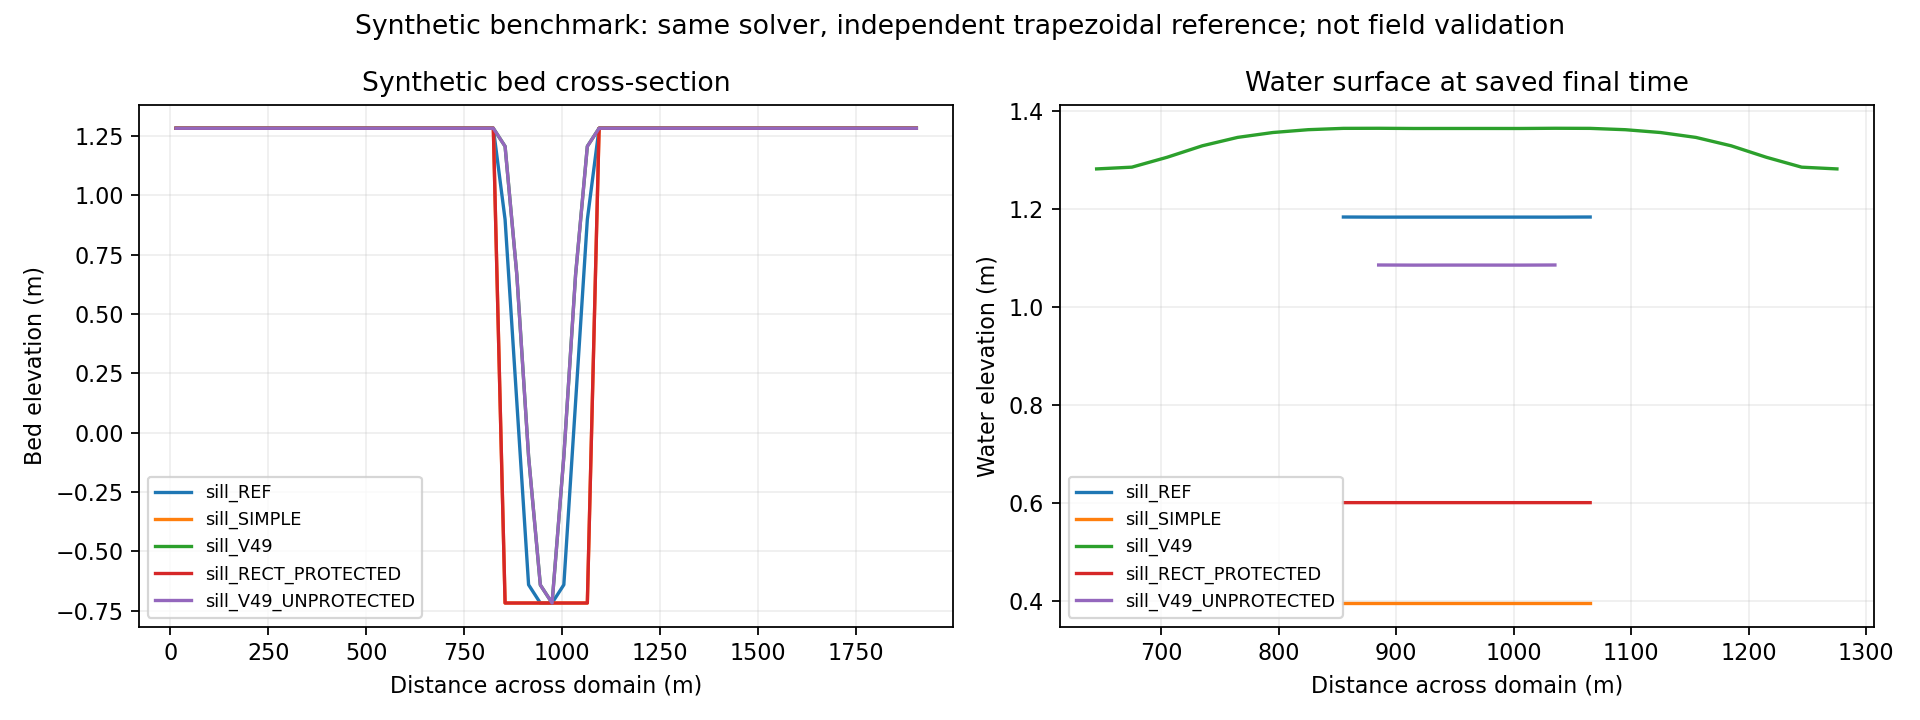 Synthetic benchmark: same solver, independent trapezoidal reference; not field validation
Synthetic bed cross-section
Bed elevation (m)
1.25
1.00
0.75
0.50
0.25
0.00
−0.25
−0.50
−0.75
sill_REF
sill_SIMPLE
sill_V49
sill_RECT_PROTECTED
sill_V49_UNPROTECTED
0 250 500 750 1000 1250 1500 1750
Distance across domain (m)
Water surface at saved final time
Water elevation (m)
1.4
1.2
1.0
0.8
0.6
0.4
sill_REF
sill_SIMPLE
sill_V49
sill_RECT_PROTECTED
sill_V49_UNPROTECTED
700 800 900 1000 1100 1200 1300
Distance across domain (m)